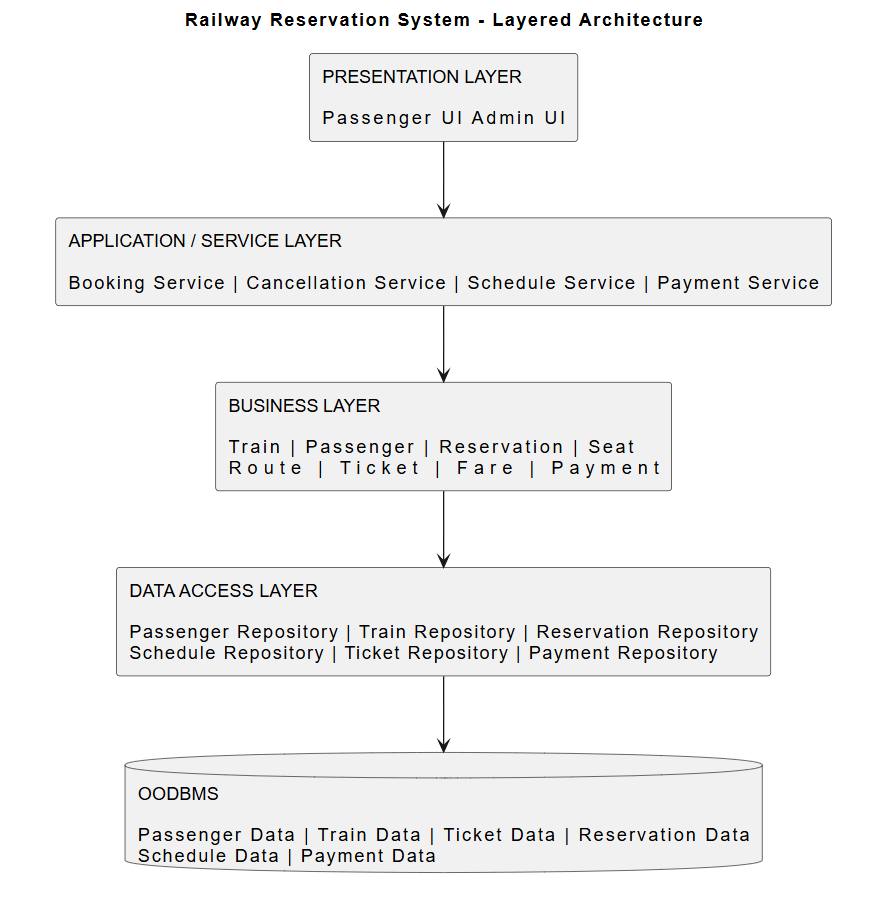 Railway Reservation System - Layered Architecture
PRESENTATION LAYER
Passenger UI Admin UI
APPLICATION / SERVICE LAYER
Booking Service | Cancellation Service | Schedule Service | Payment Service
BUSINESS LAYER
Train | Passenger | Reservation | Seat
Route | Ticket | Fare | Payment
DATA ACCESS LAYER
Passenger Repository | Train Repository | Reservation Repository
Schedule Repository | Ticket Repository | Payment Repository
OODBMS
Passenger Data | Train Data | Ticket Data | Reservation Data
Schedule Data | Payment Data